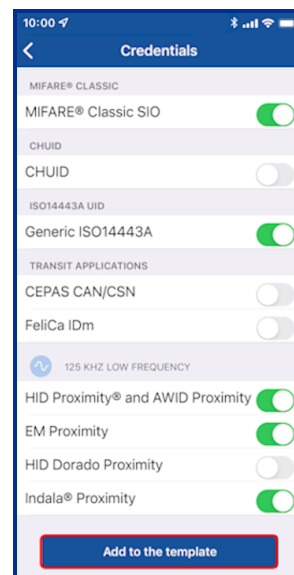 10:00
Credentials
MIFARE® CLASSIC
MIFARE® Classic SIO
CHUID
CHUID
ISO14443A UID
Generic ISO14443A
TRANSIT APPLICATIONS
CEPAS CAN/CSN
FeliCa IDm
125 KHZ LOW FREQUENCY
HID Proximity® and AWID Proximity
EM Proximity
HID Dorado Proximity
Indala® Proximity
Add to the template